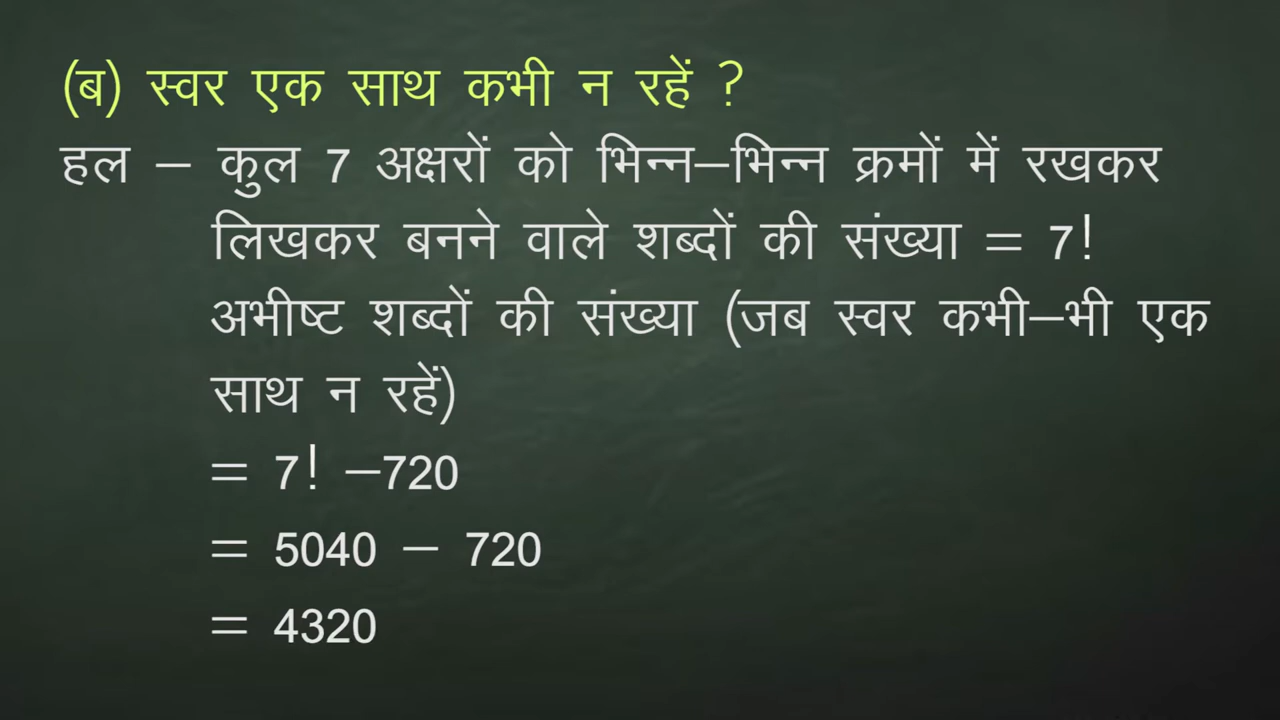 (ब) स्वर एक साथ कभी न रहें ?
हल – कुल 7 अक्षरों को भिन्न–भिन्न क्रमों में रखकर
लिखकर बनने वाले शब्दों की संख्या = 7!
अभीष्ट शब्दों की संख्या (जब स्वर कभी–भी एक
साथ न रहें)
= 7! –720
= 5040 – 720
= 4320